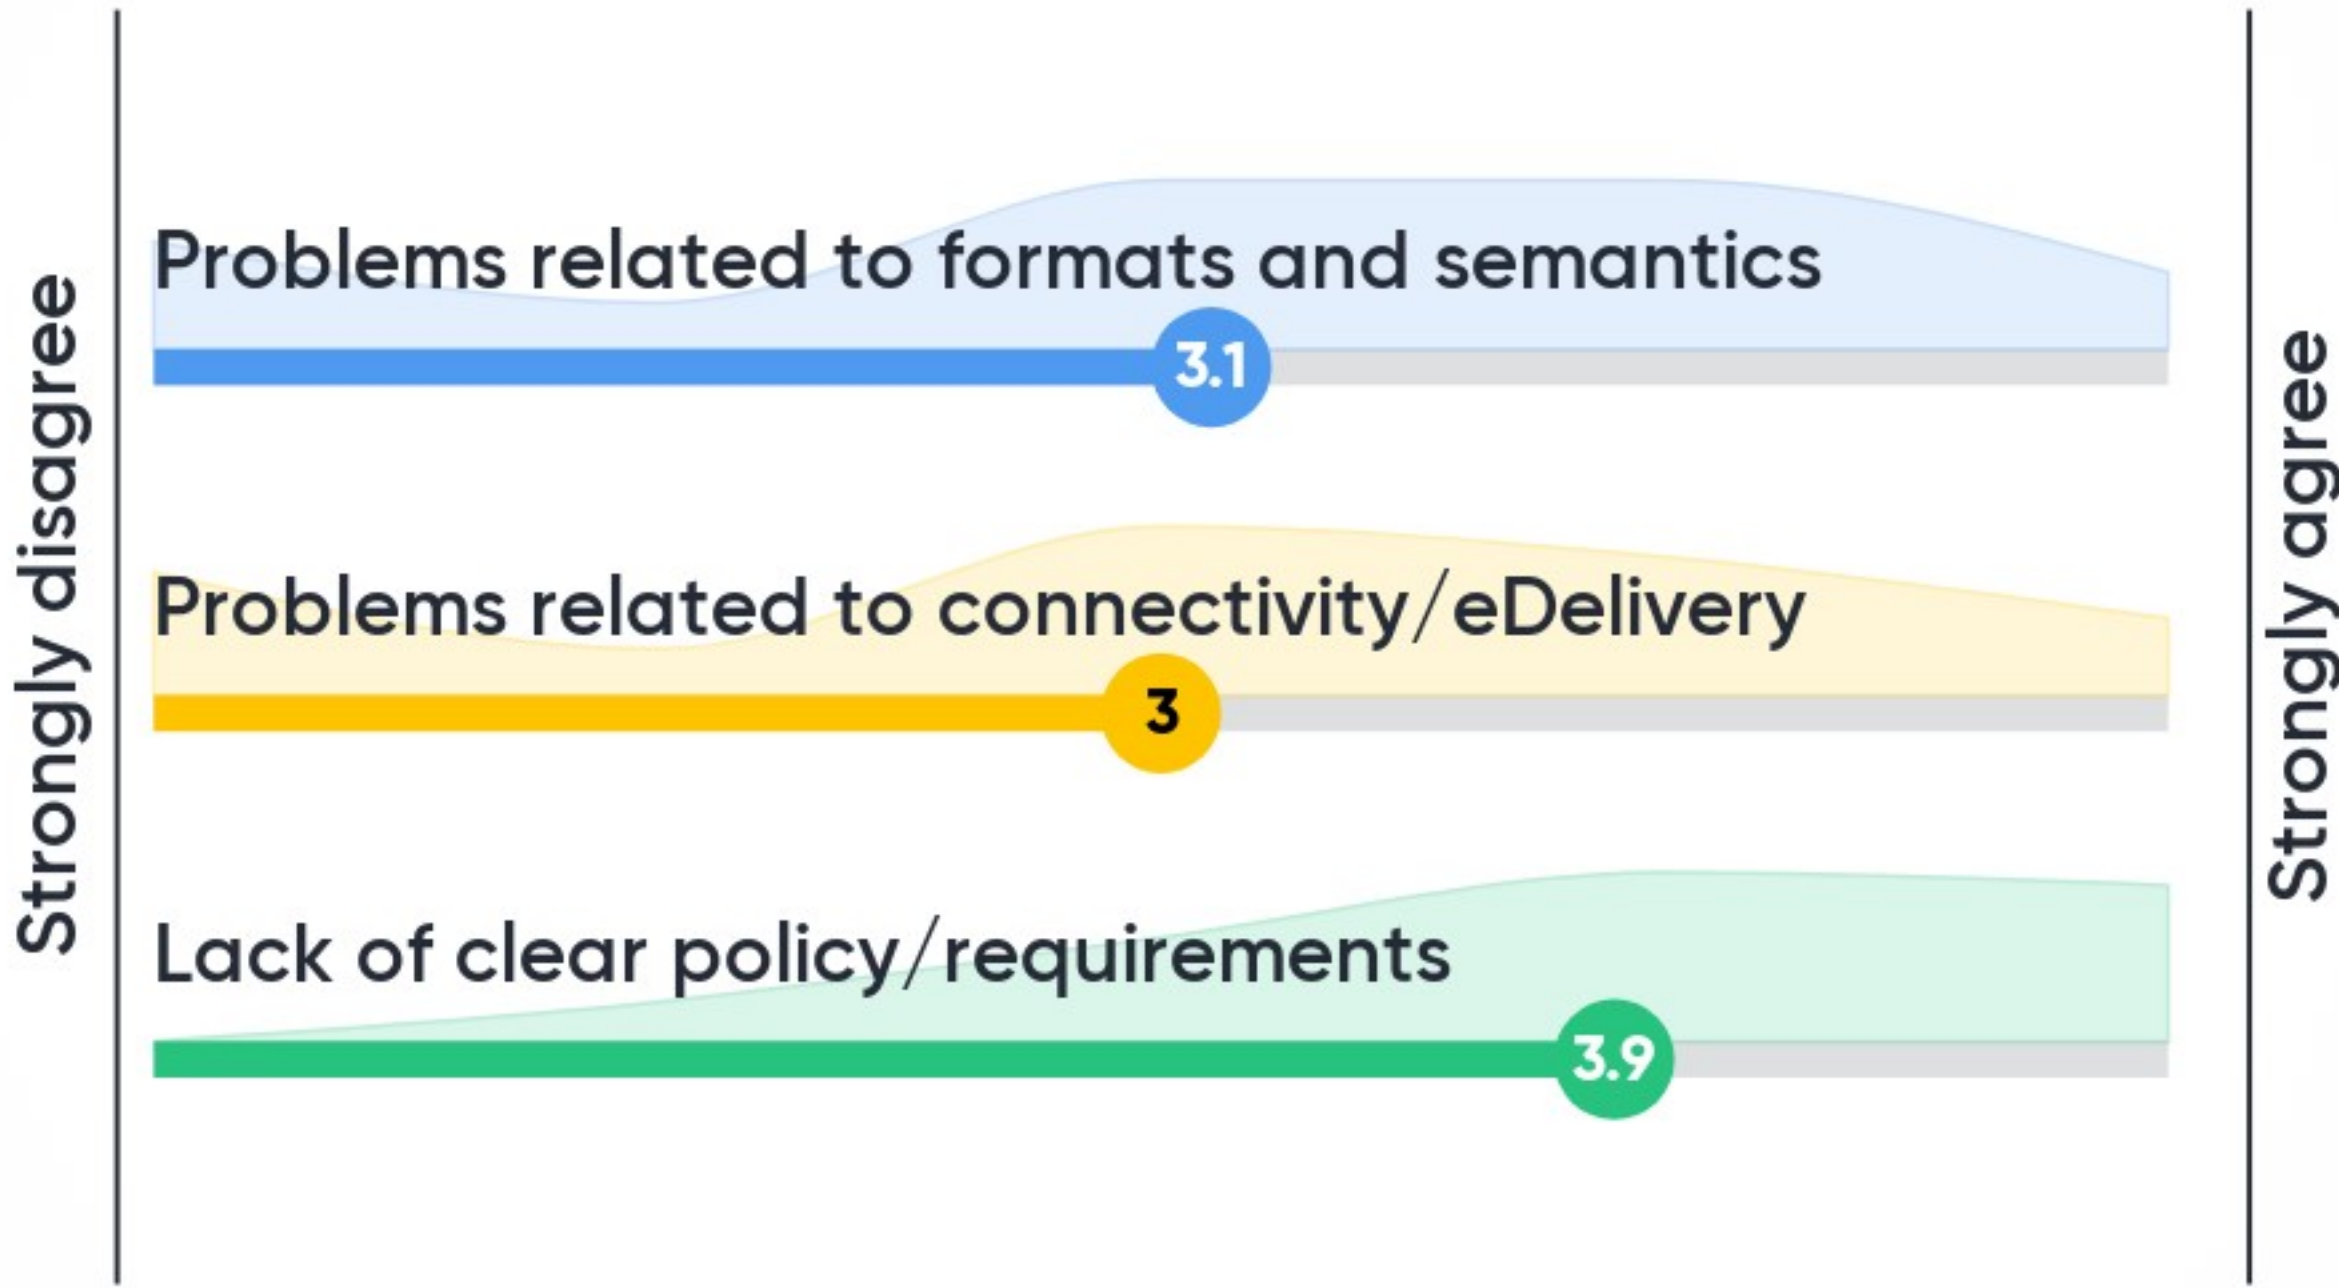 Strongly disagree
Problems related to formats and semantics
3.1
Problems related to connectivity/eDelivery
3
Lack of clear policy/requirements
3.9
Strongly agree